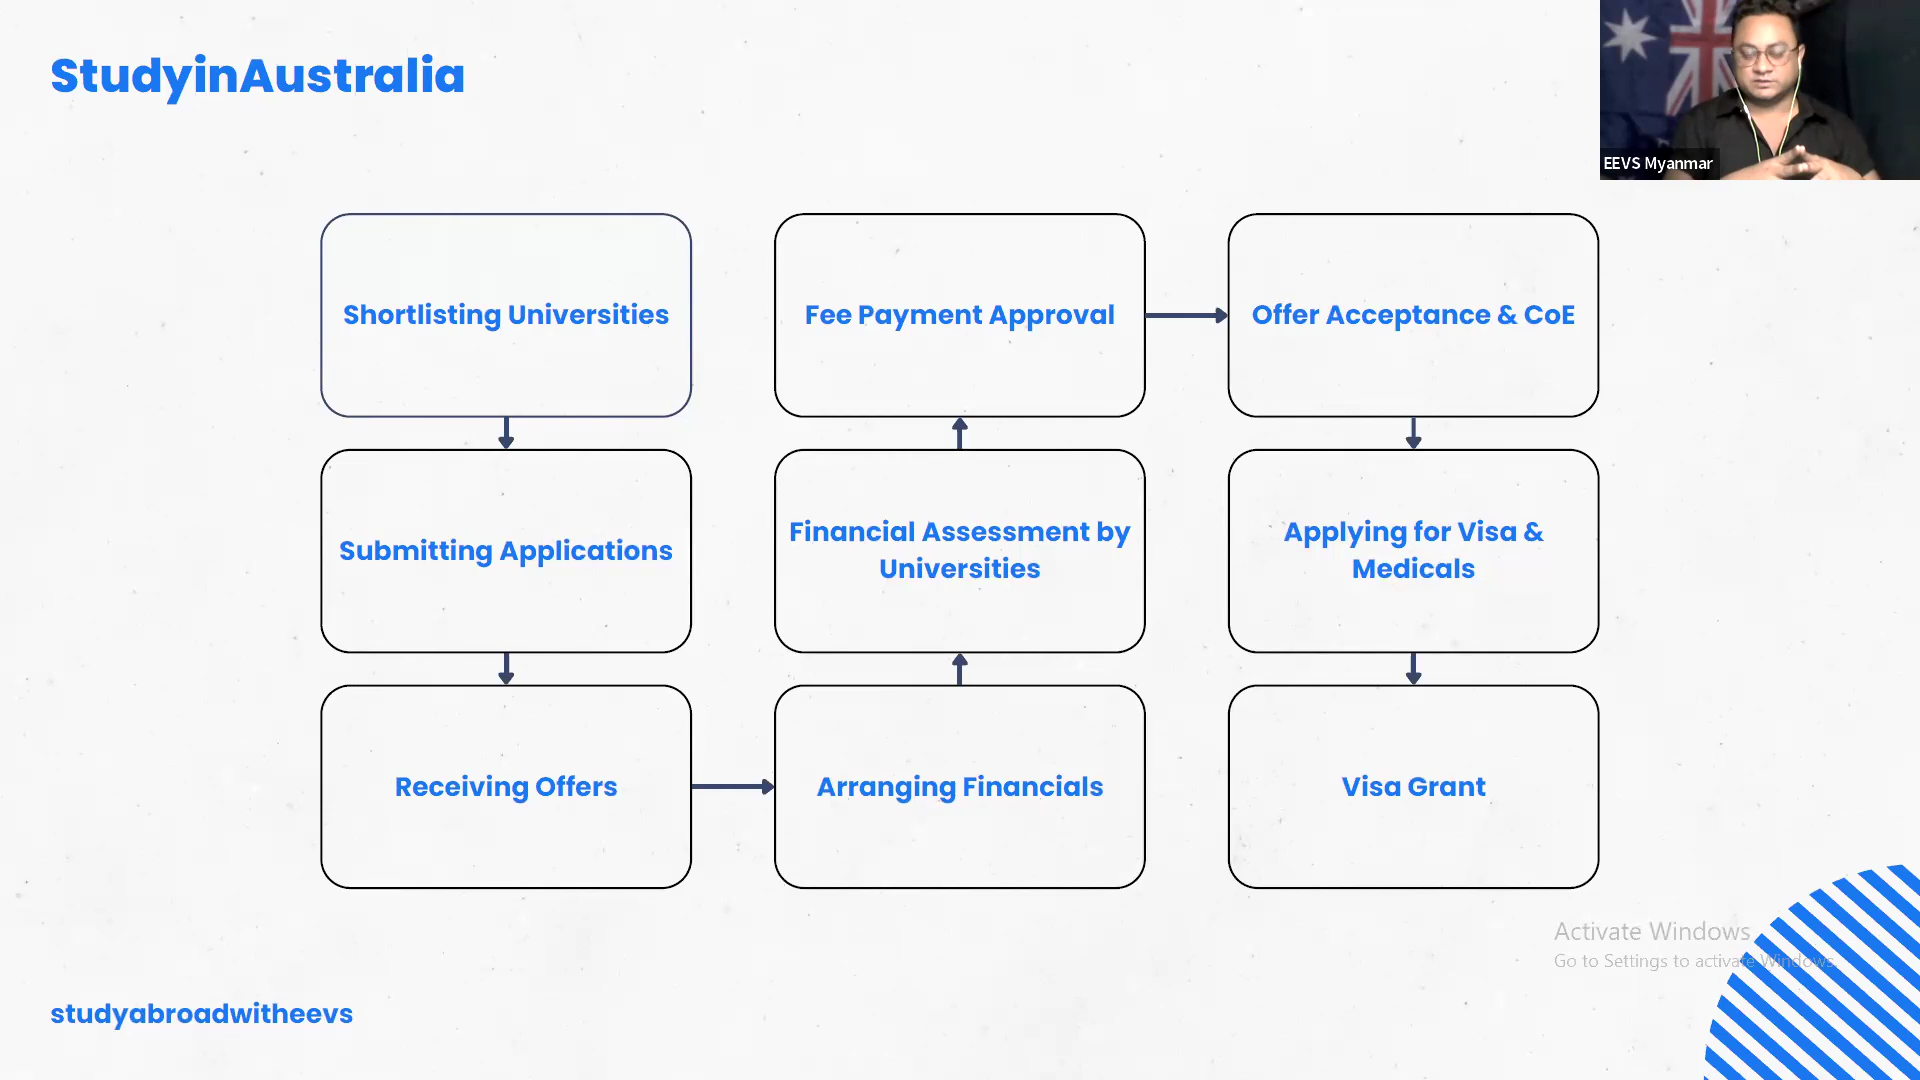 StudyinAustralia
EEVS Myanmar
Shortlisting Universities
Submitting Applications
Receiving Offers
Arranging Financials
Financial Assessment by
Universities
Fee Payment Approval
Offer Acceptance & CoE
Applying for Visa &
Medicals
Visa Grant
Activate Windows
Go to Settings to activate Windows.
studyabroadwitheevs